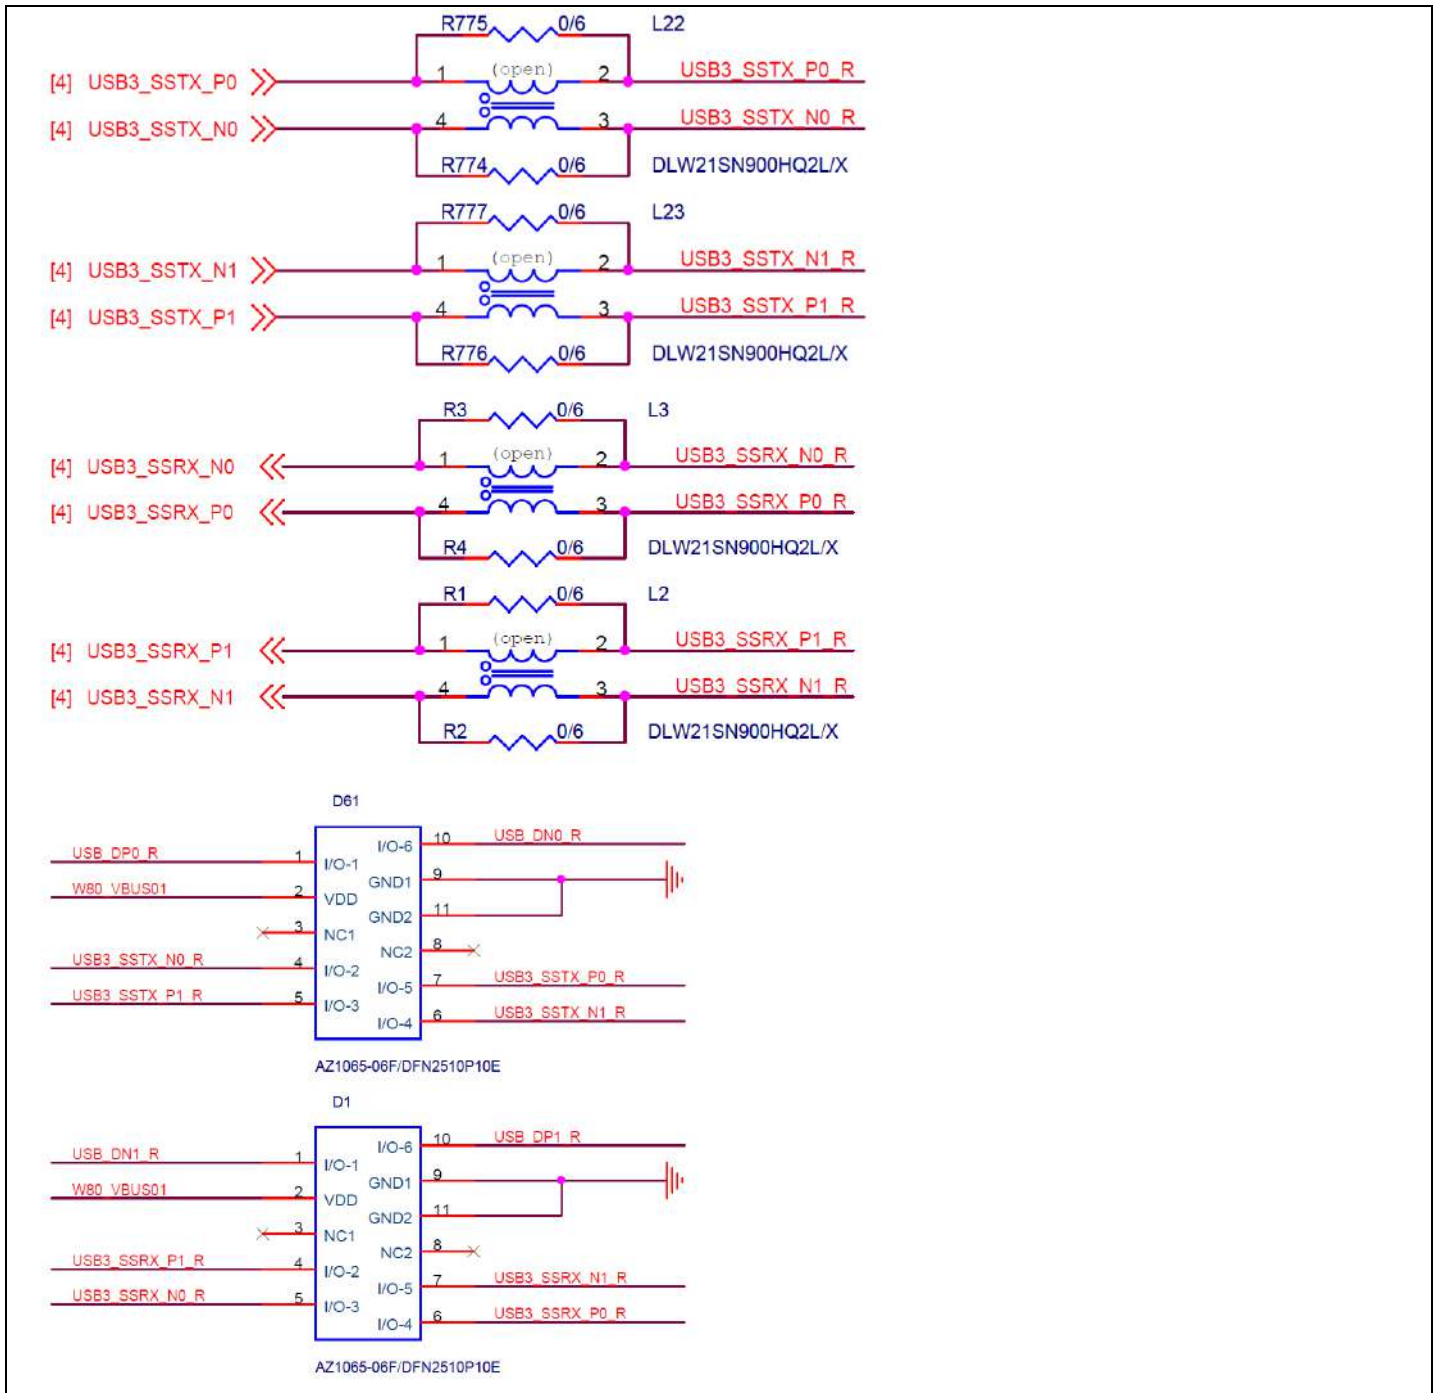 R775 0/6 L22
[4] USB3_SSTX_P0 1 (open) 2 USB3_SSTX_P0_R
[4] USB3_SSTX_N0 4 3 USB3_SSTX_N0_R
R774 0/6 DLW21SN900HQ2L/X
R777 0/6 L23
[4] USB3_SSTX_N1 1 (open) 2 USB3_SSTX_N1_R
[4] USB3_SSTX_P1 4 3 USB3_SSTX_P1_R
R776 0/6 DLW21SN900HQ2L/X
R3 0/6 L3
[4] USB3_SSRX_N0 1 (open) 2 USB3_SSRX_N0_R
[4] USB3_SSRX_P0 4 3 USB3_SSRX_P0_R
R4 0/6 DLW21SN900HQ2L/X
R1 0/6 L2
[4] USB3_SSRX_P1 1 (open) 2 USB3_SSRX_P1_R
[4] USB3_SSRX_N1 4 3 USB3_SSRX_N1_R
R2 0/6 DLW21SN900HQ2L/X
D61
I/O-6 10 USB_DN0_R
USB_DP0_R 1 I/O-1
GND1 9
W80_VBUS01 2 VDD
GND2 11
3 NC1
NC2 8
USB3_SSTX_N0_R 4 I/O-2
I/O-5 7 USB3_SSTX_P0_R
USB3_SSTX_P1_R 5 I/O-3
I/O-4 6 USB3_SSTX_N1_R
AZ1065-06F/DFN2510P10E
D1
I/O-6 10 USB_DP1_R
USB_DN1_R 1 I/O-1
GND1 9
W80_VBUS01 2 VDD
GND2 11
3 NC1
NC2 8
USB3_SSRX_P1_R 4 I/O-2
I/O-5 7 USB3_SSRX_N1_R
USB3_SSRX_N0_R 5 I/O-3
I/O-4 6 USB3_SSRX_P0_R
AZ1065-06F/DFN2510P10E